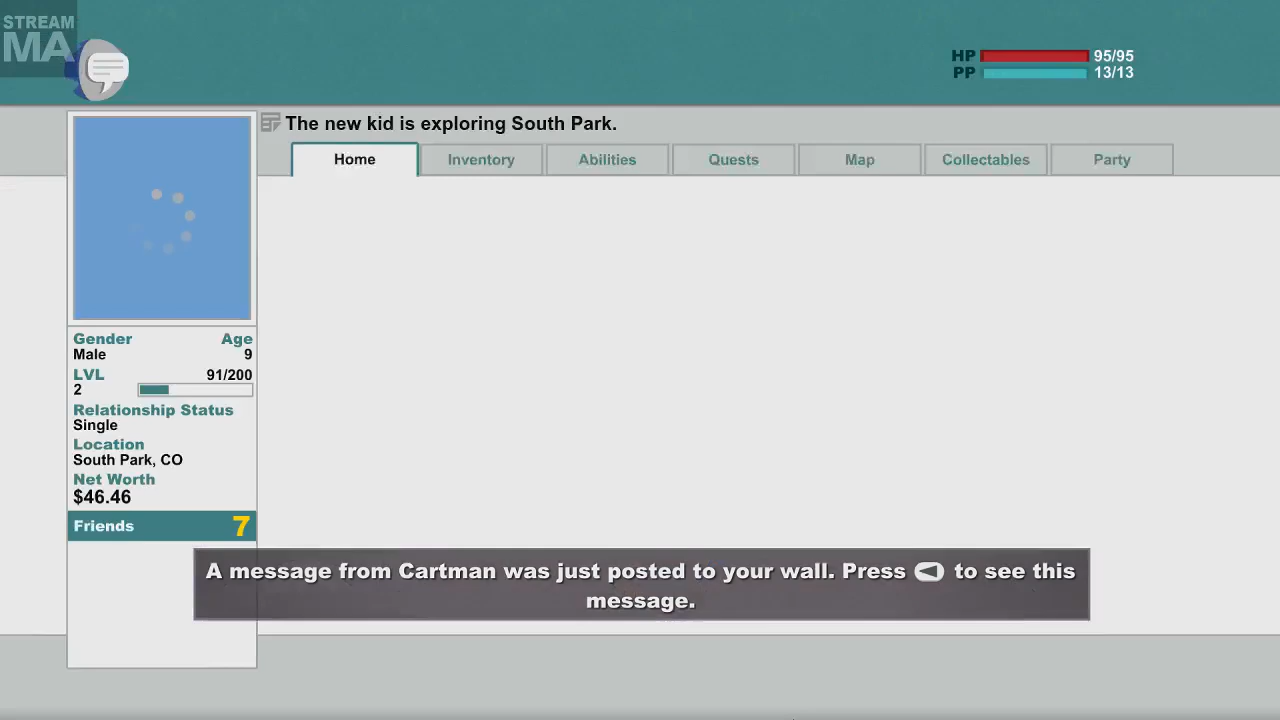 STREAM
MA
HP 95/95
PP 13/13
The new kid is exploring South Park.
Home Inventory Abilities Quests Map Collectables Party
Gender Age
Male 9
LVL 91/200
2
Relationship Status
Single
Location
South Park, CO
Net Worth
$46.46
Friends 7
A message from Cartman was just posted to your wall. Press to see this
message.